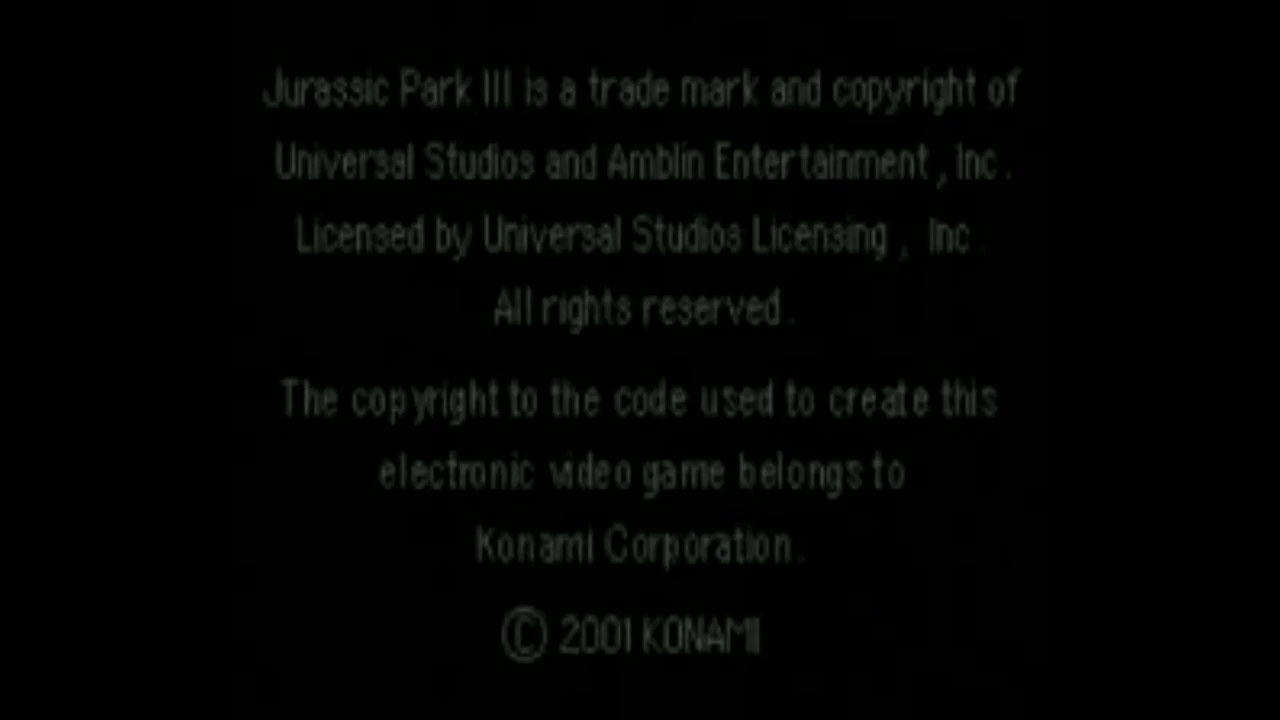 Jurassic Park III is a trade mark and copyright of
Universal Studios and Amblin Entertainment, Inc.
Licensed by Universal Studios Licensing, Inc.
All rights reserved.
The copyright to the code used to create this
electronic video game belongs to
Konami Corporation.
© 2001 KONAMI